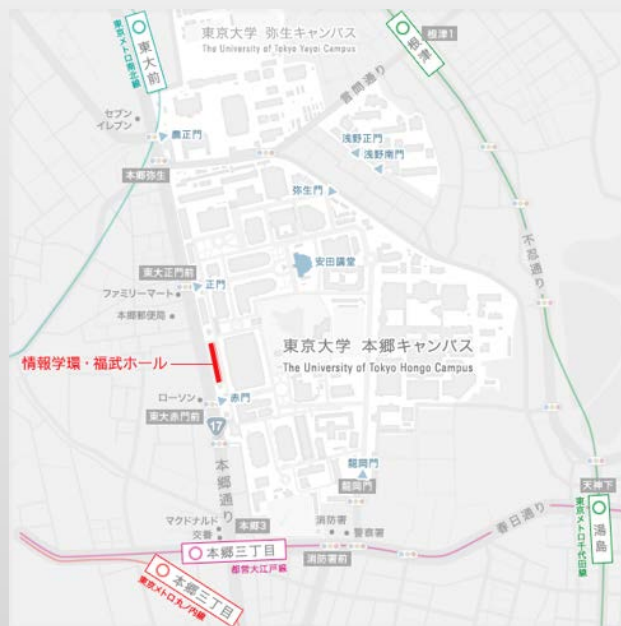 東京大学 弥生キャンパス
The University of Tokyo Yayoi Campus
根津1
根津
東大前
東京メトロ南北線
言問通り
セブン
イレブン
農正門
浅野正門
浅野南門
本郷弥生
弥生門
不忍通り
安田講堂
東大正門前
正門
ファミリーマート
本郷郵便局
東京大学 本郷キャンパス
The University of Tokyo Hongo Campus
情報学環・福武ホール
ローソン
赤門
東大赤門前
17
本郷通り
龍岡門
龍岡門
天神下
春日通り
湯島
東京メトロ千代田線
マクドナルド
交番
本郷3
消防署
警察署
本郷三丁目
都営大江戸線
消防署前
本郷三丁目
東京メトロ丸ノ内線